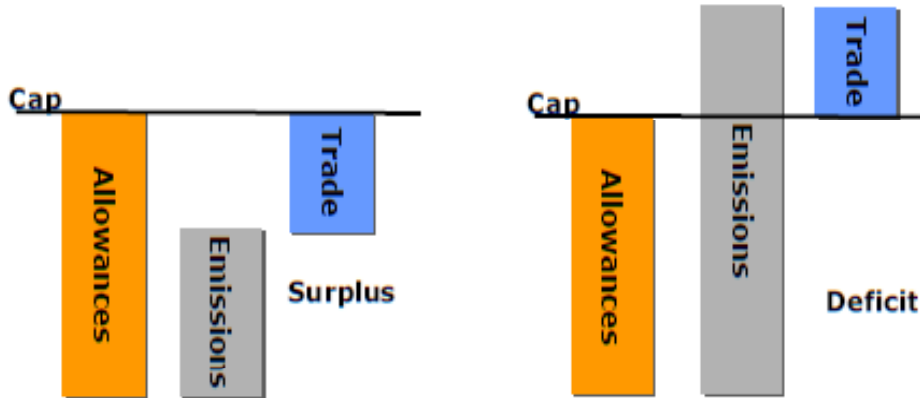 Cap
Allowances
Emissions
Trade
Surplus
Cap
Allowances
Emissions
Trade
Deficit